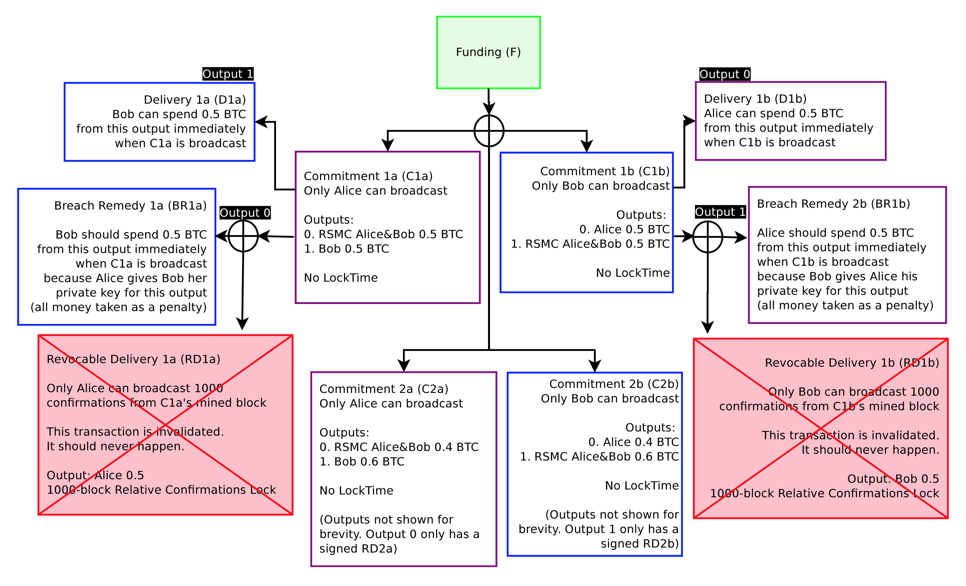 Funding (F)
Output 1
Delivery 1a (D1a)
Bob can spend 0.5 BTC
from this output immediately
when C1a is broadcast
Output 0
Delivery 1b (D1b)
Alice can spend 0.5 BTC
from this output immediately
when C1b is broadcast
Commitment 1a (C1a)
Only Alice can broadcast
Outputs:
0. RSMC Alice&Bob 0.5 BTC
1. Bob 0.5 BTC
No LockTime
Commitment 1b (C1b)
Only Bob can broadcast
Outputs:
0. Alice 0.5 BTC
1. RSMC Alice&Bob 0.5 BTC
No LockTime
Breach Remedy 1a (BR1a)
Bob should spend 0.5 BTC
from this output immediately
when C1a is broadcast
because Alice gives Bob her
private key for this output
(all money taken as a penalty)
Output 0
Output 1
Breach Remedy 2b (BR1b)
Alice should spend 0.5 BTC
from this output immediately
when C1b is broadcast
because Bob gives Alice his
private key for this output
(all money taken as a penalty)
Revocable Delivery 1a (RD1a)
Only Alice can broadcast 1000
confirmations from C1a's mined block
This transaction is invalidated.
It should never happen.
Output: Alice 0.5
1000-block Relative Confirmations Lock
Commitment 2a (C2a)
Only Alice can broadcast
Outputs:
0. RSMC Alice&Bob 0.4 BTC
1. Bob 0.6 BTC
No LockTime
(Outputs not shown for
brevity. Output 0 only has a
signed RD2a)
Commitment 2b (C2b)
Only Bob can broadcast
Outputs:
0. Alice 0.4 BTC
1. RSMC Alice&Bob 0.6 BTC
No LockTime
(Outputs not shown for
brevity. Output 1 only has a
signed RD2b)
Revocable Delivery 1b (RD1b)
Only Bob can broadcast 1000
confirmations from C1b's mined block
This transaction is invalidated.
It should never happen.
Output: Bob 0.5
1000-block Relative Confirmations Lock